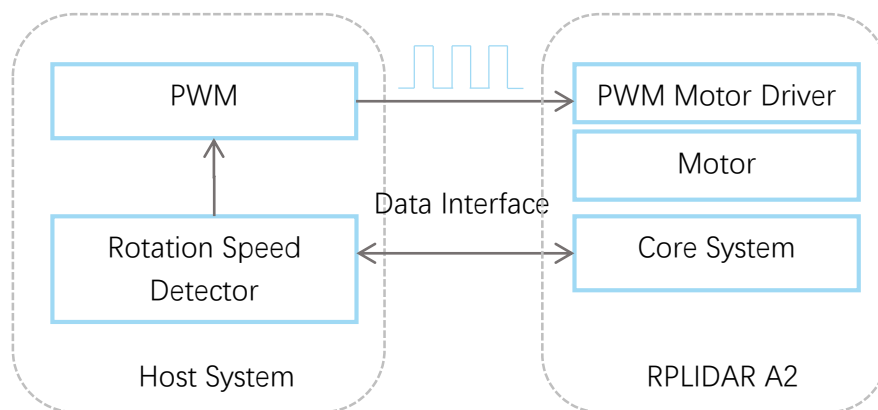 PWM
PWM Motor Driver
Motor
Data Interface
Rotation Speed
Detector
Core System
Host System
RPLIDAR A2